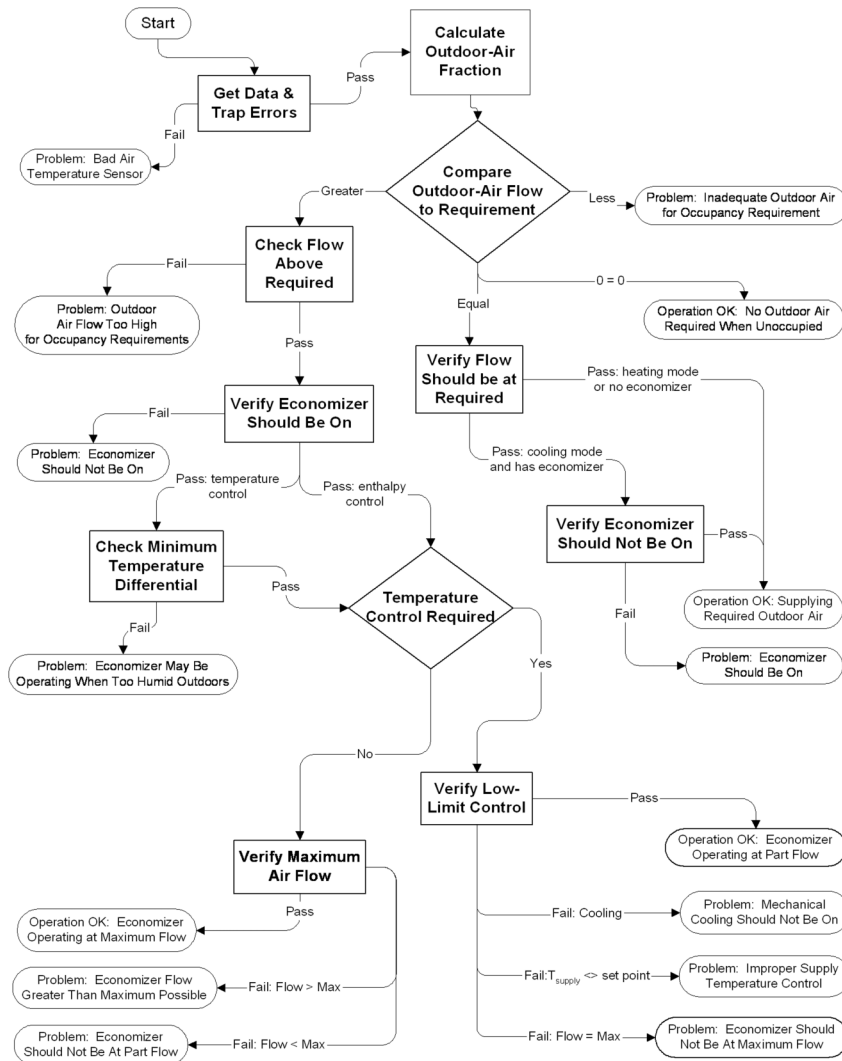 Start
Calculate
Outdoor-Air
Fraction
Pass
Get Data &
Trap Errors
Fail
Problem: Bad Air
Temperature Sensor
Compare
Outdoor-Air Flow
to Requirement
Greater
Less
Problem: Inadequate Outdoor Air
for Occupancy Requirement
Check Flow
Above
Required
Fail
0 = 0
Problem: Outdoor
Air Flow Too High
for Occupancy Requirements
Equal
Operation OK: No Outdoor Air
Required When Unoccupied
Pass
Verify Flow
Should be at
Required
Pass: heating mode
or no economizer
Verify Economizer
Should Be On
Fail
Problem: Economizer
Should Not Be On
Pass: cooling mode
and has economizer
Pass: temperature
control
Pass: enthalpy
control
Verify Economizer
Should Not Be On
Pass
Check Minimum
Temperature
Differential
Pass
Temperature
Control Required
Operation OK: Supplying
Required Outdoor Air
Fail
Fail
Problem: Economizer May Be
Operating When Too Humid Outdoors
Problem: Economizer
Should Be On
Yes
No
Verify Low-
Limit Control
Pass
Operation OK: Economizer
Operating at Part Flow
Verify Maximum
Air Flow
Pass
Operation OK: Economizer
Operating at Maximum Flow
Fail: Cooling
Problem: Mechanical
Cooling Should Not Be On
Problem: Economizer Flow
Greater Than Maximum Possible
Fail: Flow > Max
Fail:Tsupply <> set point
Problem: Improper Supply
Temperature Control
Problem: Economizer
Should Not Be At Part Flow
Fail: Flow < Max
Fail: Flow = Max
Problem: Economizer Should
Not Be At Maximum Flow